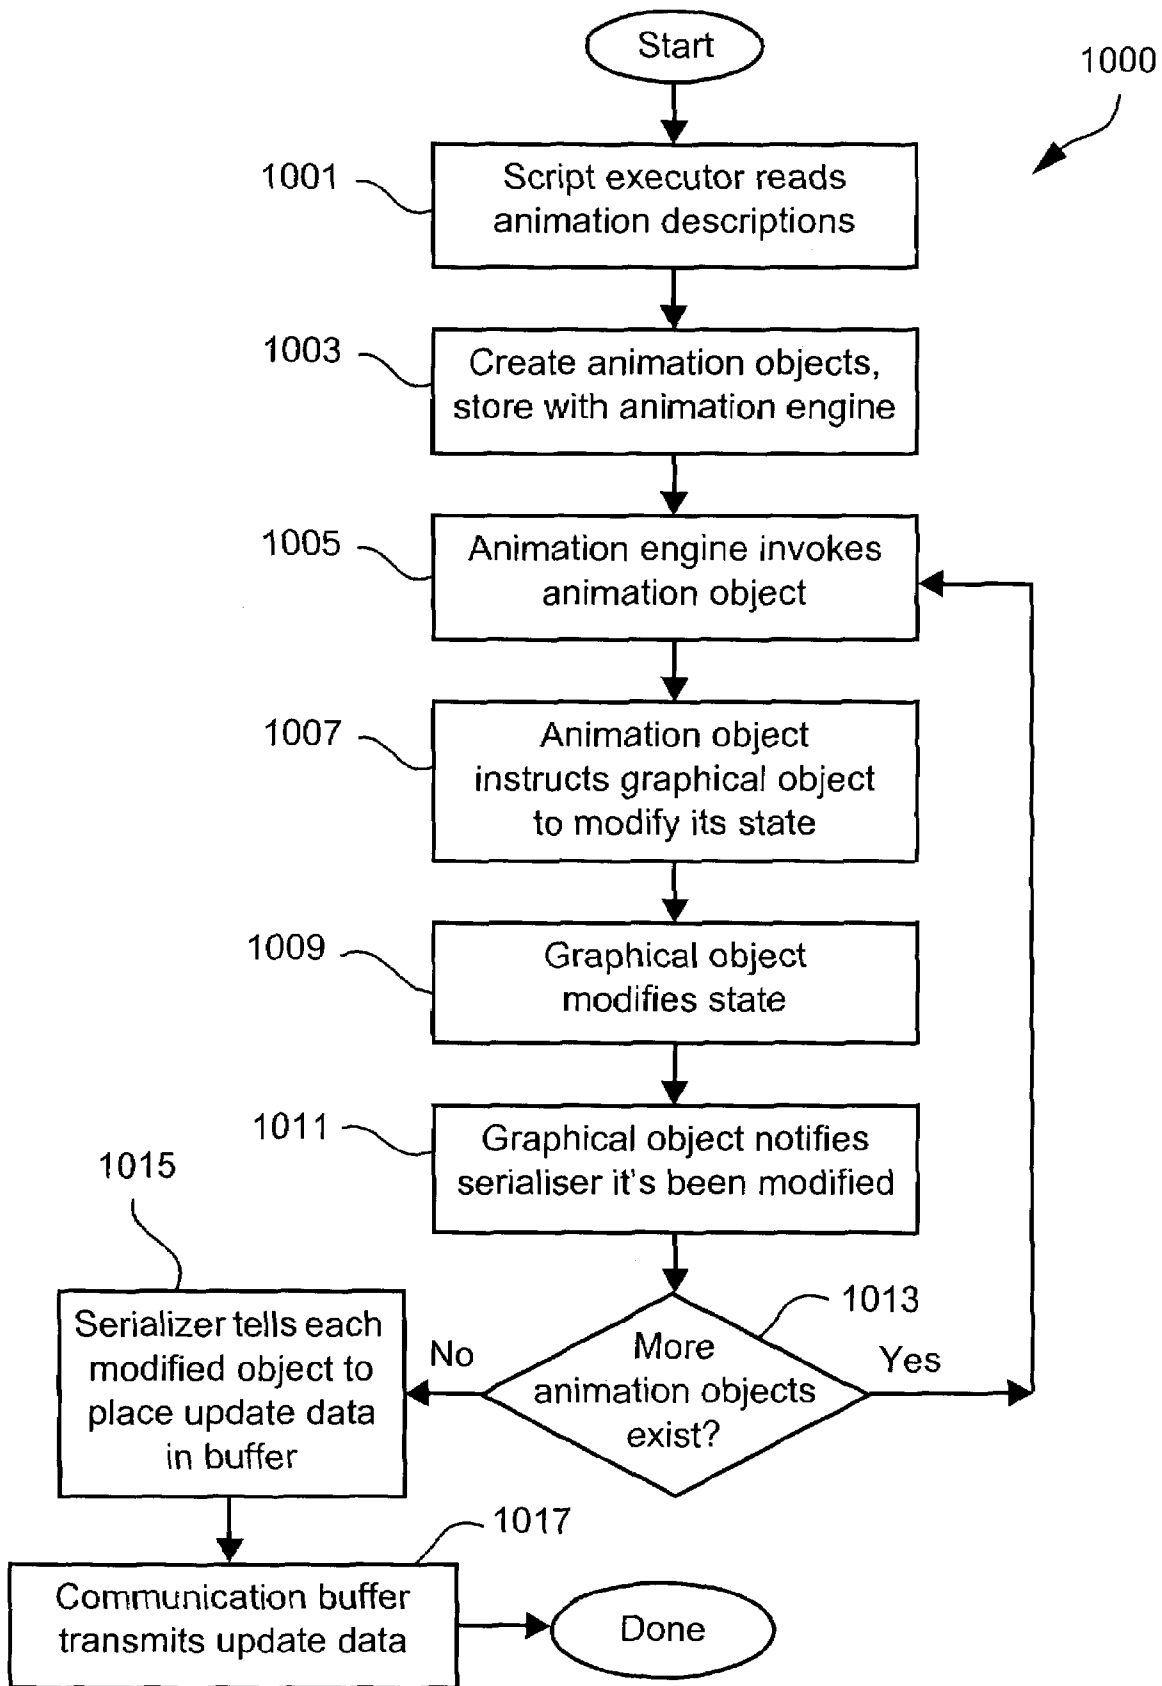 Start
1000
1001
Script executor reads
animation descriptions
1003
Create animation objects,
store with animation engine
1005
Animation engine invokes
animation object
1007
Animation object
instructs graphical object
to modify its state
1009
Graphical object
modifies state
1011
Graphical object notifies
serialiser it's been modified
1013
More
animation objects
exist?
Yes
No
1015
Serializer tells each
modified object to
place update data
in buffer
1017
Communication buffer
transmits update data
Done